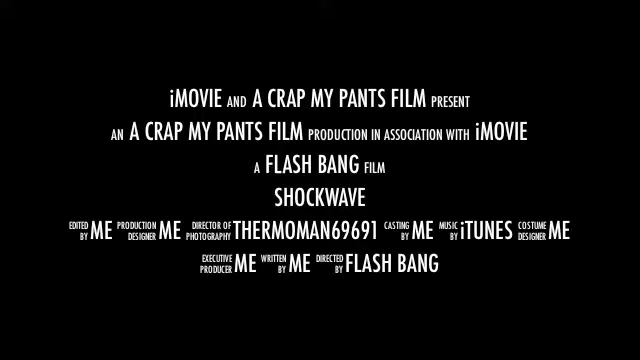 iMOVIE AND A CRAP MY PANTS FILM PRESENT
AN A CRAP MY PANTS FILM PRODUCTION IN ASSOCIATION WITH iMOVIE
A FLASH BANG FILM
SHOCKWAVE
EDITED BY ME PRODUCTION DESIGNER ME DIRECTOR OF PHOTOGRAPHY THERMOMAN69691 CASTING BY ME MUSIC BY iTUNES COSTUME DESIGNER ME
EXECUTIVE PRODUCER ME WRITTEN BY ME DIRECTED BY FLASH BANG